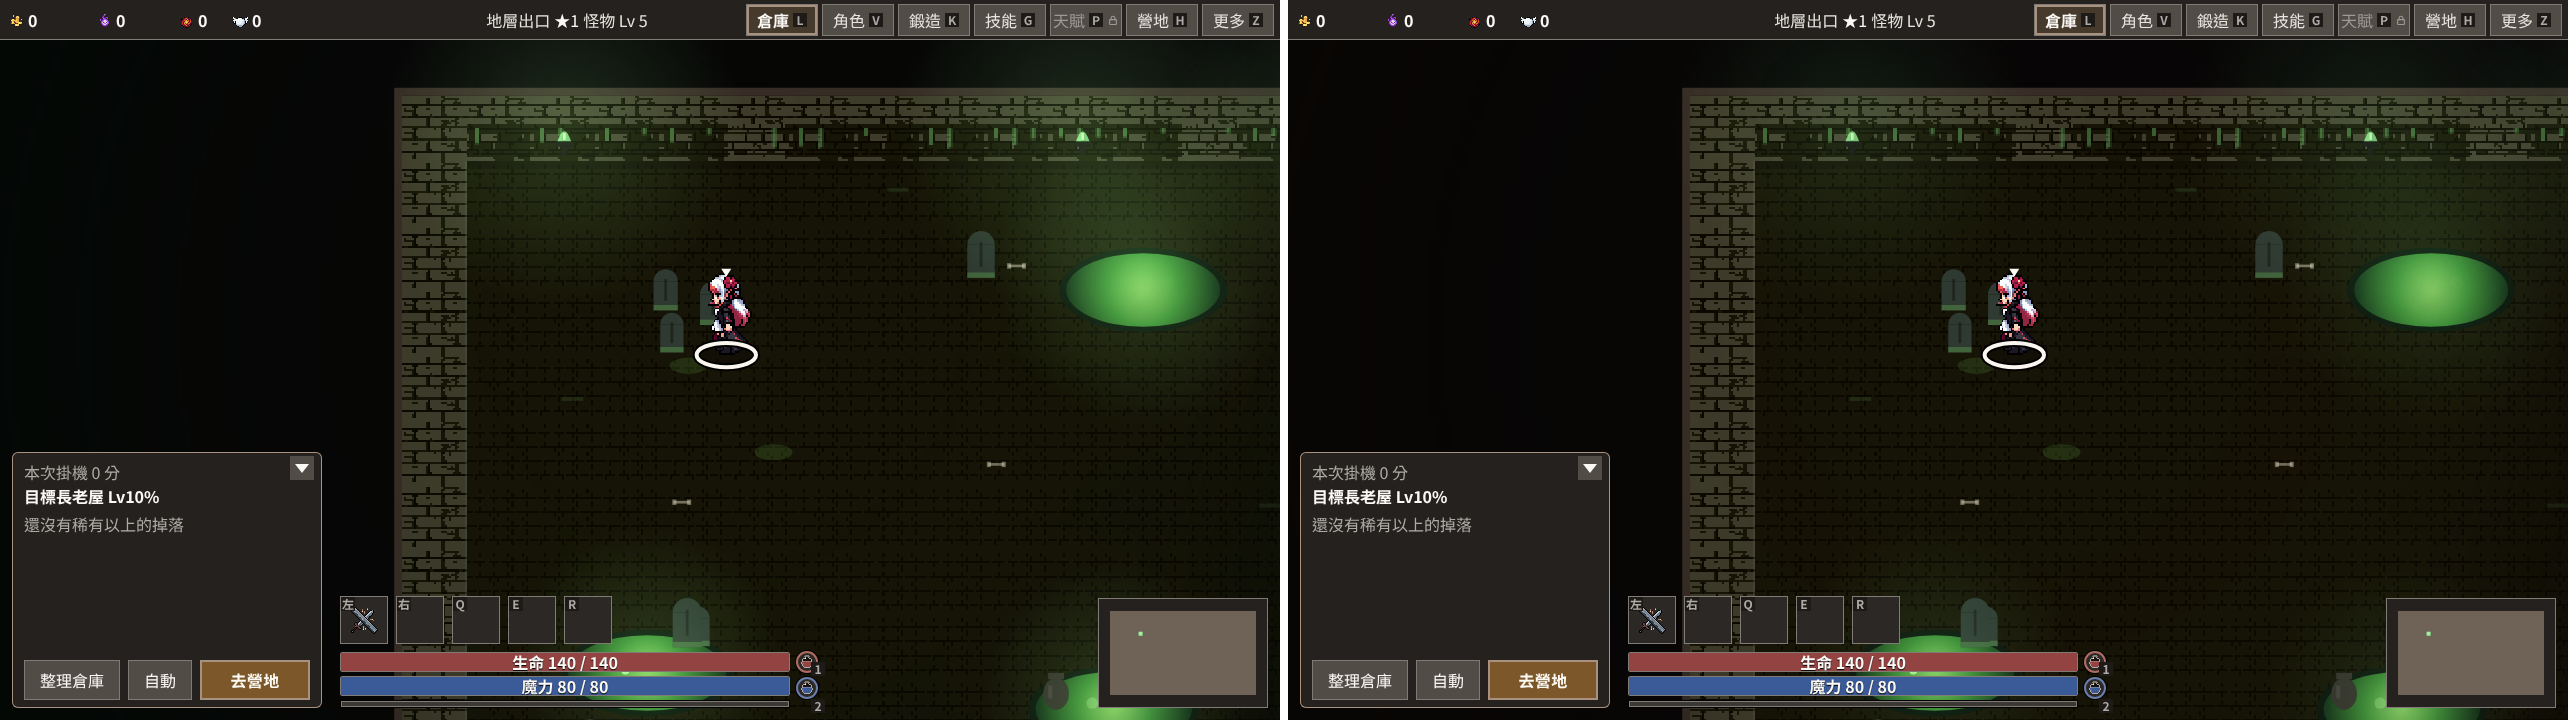 0 0 0 0 地層出口 ★1 怪物 Lv 5 倉庫 L 角色 V 鍛造 K 技能 G 天賦 P 營地 H 更多 Z
本次掛機 0 分
目標長老屋 Lv10%
還沒有稀有以上的掉落
整理倉庫 自動 去營地
左 右 Q E R
生命 140 / 140 1
魔力 80 / 80
2
0 0 0 0 地層出口 ★1 怪物 Lv 5 倉庫 L 角色 V 鍛造 K 技能 G 天賦 P 營地 H 更多 Z
本次掛機 0 分
目標長老屋 Lv10%
還沒有稀有以上的掉落
整理倉庫 自動 去營地
左 右 Q E R
生命 140 / 140 1
魔力 80 / 80
2